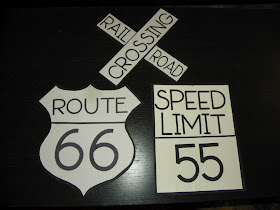 RAIL
CROSSING
ROAD
ROUTE
66
SPEED
LIMIT
55